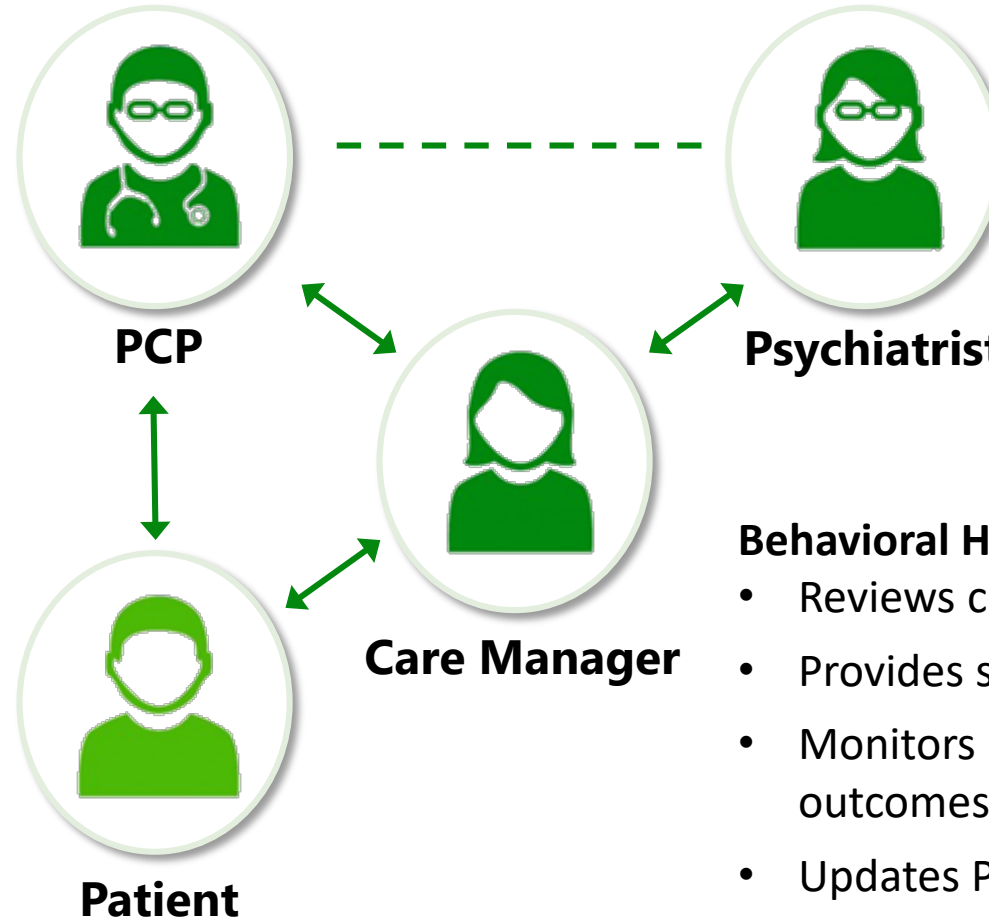 PCP
Psychiatrist
Care Manager
Patient
Behavioral H
• Reviews c
• Provides s
• Monitors
outcomes
• Updates P